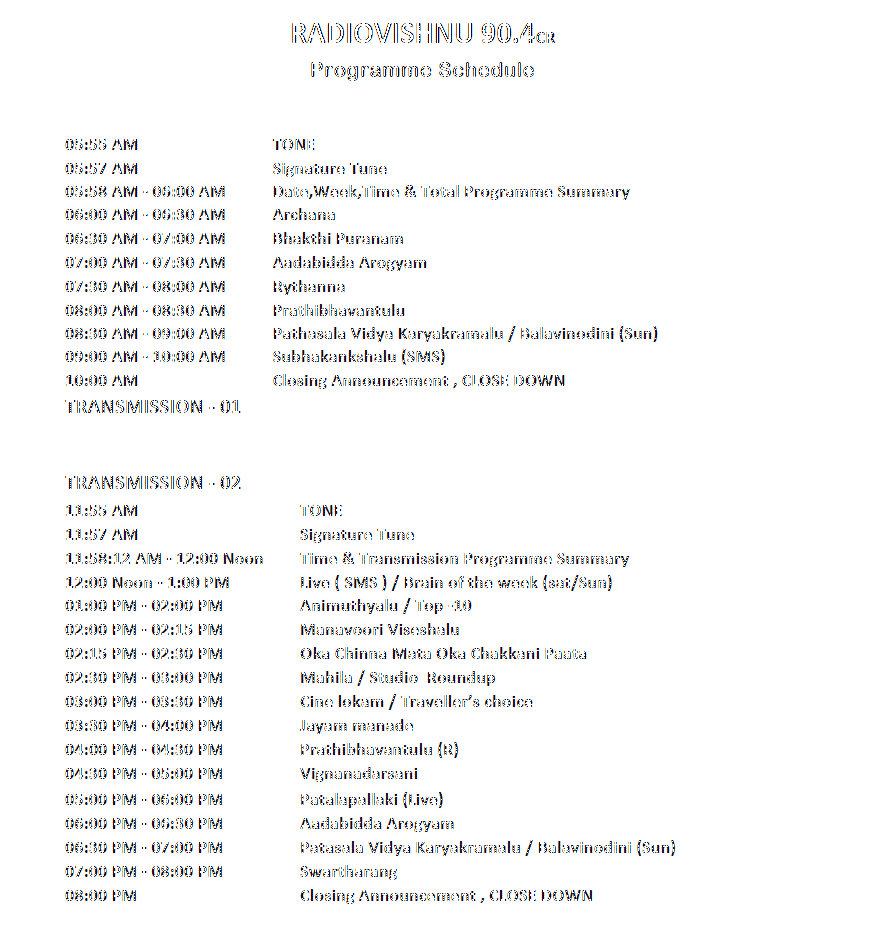 RADIOVISHNU 90.4CR
Programme Schedule
05:55 AM TONE
05:57 AM Signature Tune
05:58 AM - 06:00 AM Date,Week,Time & Total Programme Summary
06:00 AM - 06:30 AM Archana
06:30 AM - 07:00 AM Bhakthi Puranam
07:00 AM - 07:30 AM Aadabidda Arogyam
07:30 AM - 08:00 AM Rythanna
08:00 AM - 08:30 AM Prathibhavantulu
08:30 AM - 09:00 AM Pathasala Vidya Karyakramalu / Balavinodini (Sun)
09:00 AM - 10:00 AM Subhakankshalu (SMS)
10:00 AM Closing Announcement , CLOSE DOWN
TRANSMISSION - 01
TRANSMISSION - 02
11:55 AM TONE
11:57 AM Signature Tune
11:58:12 AM - 12:00 Noon Time & Transmission Programme Summary
12:00 Noon - 1:00 PM Live ( SMS ) / Brain of the week (sat/Sun)
01:00 PM - 02:00 PM Animuthyalu / Top -10
02:00 PM - 02:15 PM Manavoori Viseshalu
02:15 PM - 02:30 PM Oka Chinna Mata Oka Chakkani Paata
02:30 PM - 03:00 PM Mahila / Studio Roundup
03:00 PM - 03:30 PM Cine lokam / Traveller's choice
03:30 PM - 04:00 PM Jayam manade
04:00 PM - 04:30 PM Prathibhavantulu (R)
04:30 PM - 05:00 PM Vignanadarsani
05:00 PM - 06:00 PM Patalapallaki (Live)
06:00 PM - 06:30 PM Aadabidda Arogyam
06:30 PM - 07:00 PM Patasala Vidya Karyakramalu / Balavinodini (Sun)
07:00 PM - 08:00 PM Swartharang
08:00 PM Closing Announcement , CLOSE DOWN